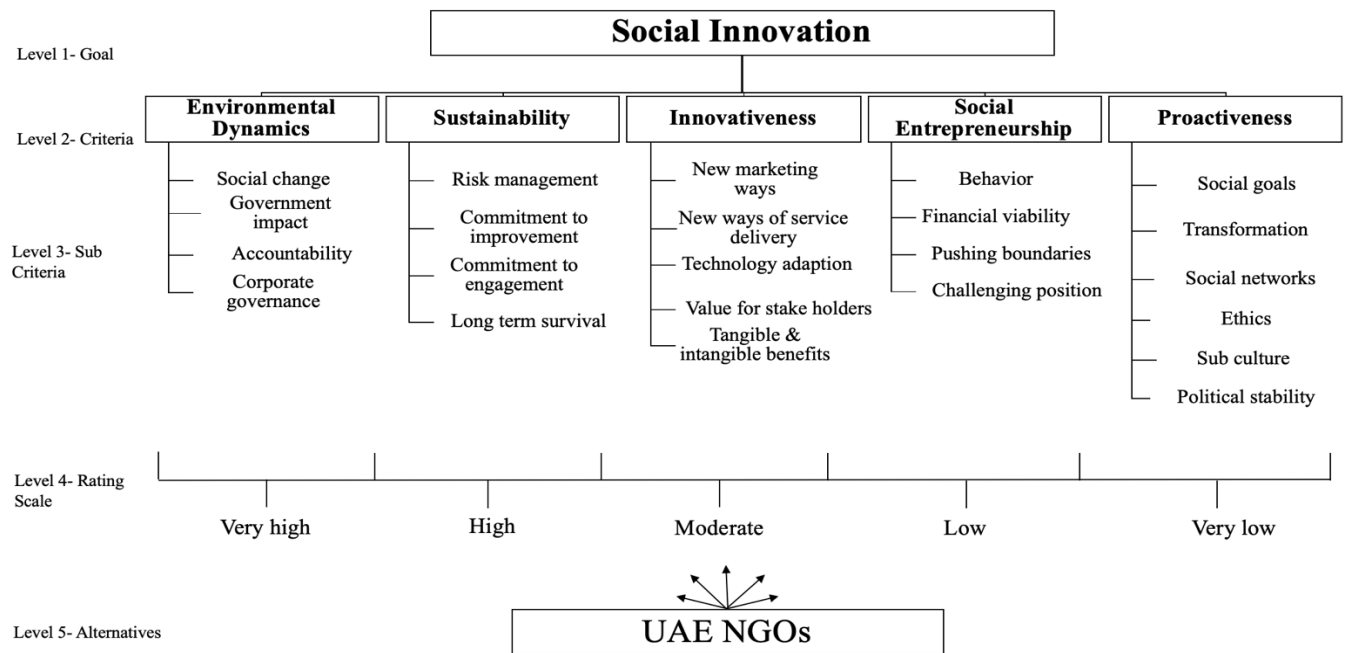 Social Innovation
Level 1- Goal
Environmental
Dynamics
Sustainability
Innovativeness
Social
Entrepreneurship
Proactiveness
Level 2- Criteria
Social change
Government
impact
Accountability
Corporate
governance
Risk management
Commitment to
improvement
Commitment to
engagement
Long term survival
New marketing
ways
New ways of service
delivery
Technology adaption
Value for stake holders
Tangible &
intangible benefits
Behavior
Financial viability
Pushing boundaries
Challenging position
Social goals
Transformation
Social networks
Ethics
Sub culture
Political stability
Level 3- Sub
Criteria
Level 4- Rating
Scale
Very high
High
Moderate
Low
Very low
Level 5- Alternatives
UAE NGOs